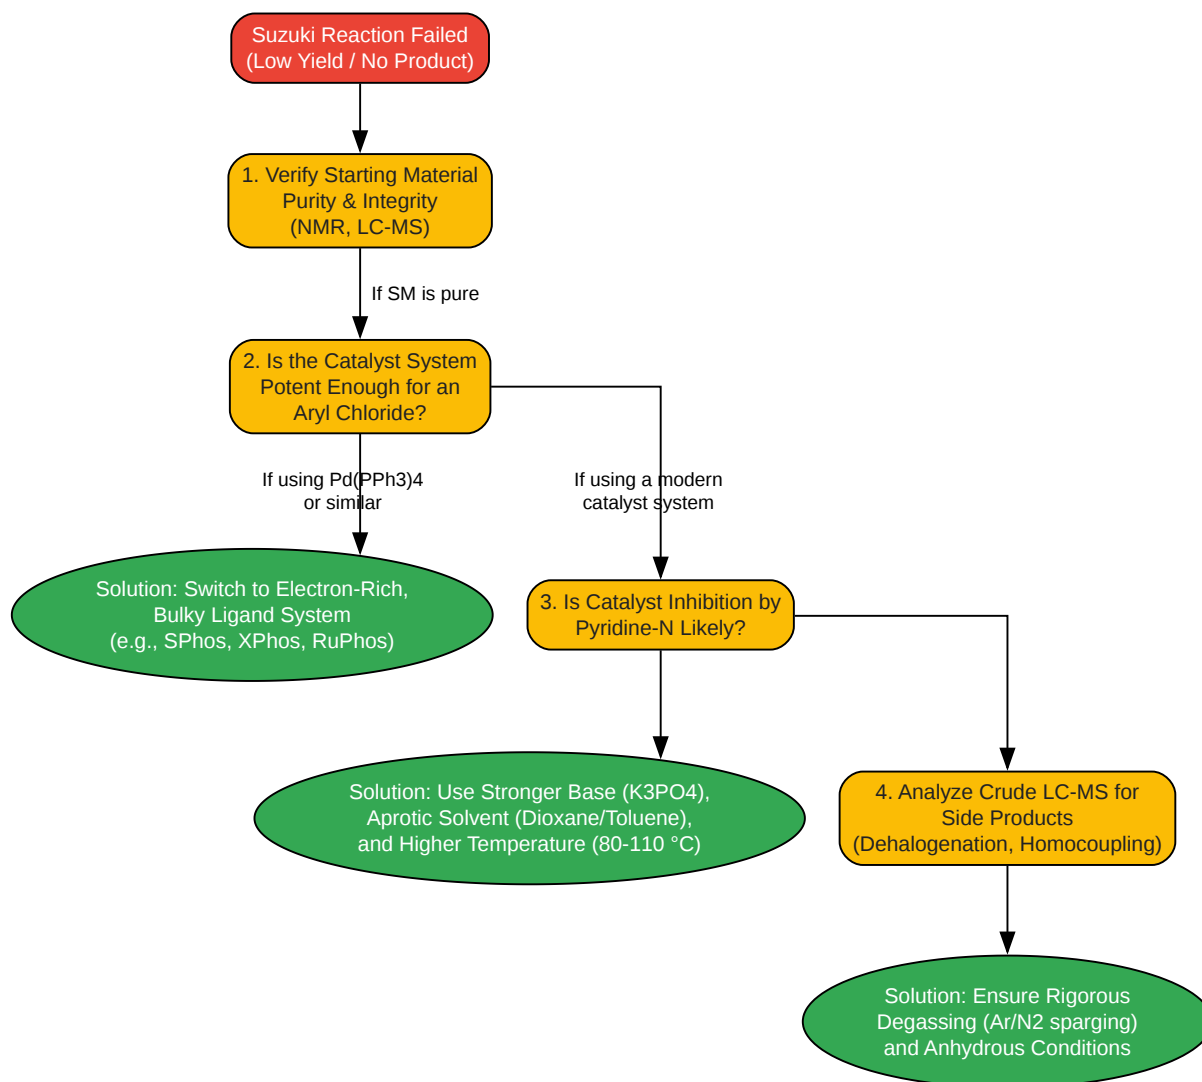 Suzuki Reaction Failed
(Low Yield / No Product)
1. Verify Starting Material
Purity & Integrity
(NMR, LC-MS)
If SM is pure
2. Is the Catalyst System
Potent Enough for an
Aryl Chloride?
If using Pd(PPh3)4
or similar
If using a modern
catalyst system
Solution: Switch to Electron-Rich,
Bulky Ligand System
(e.g., SPhos, XPhos, RuPhos)
3. Is Catalyst Inhibition by
Pyridine-N Likely?
Solution: Use Stronger Base (K3PO4),
Aprotic Solvent (Dioxane/Toluene),
and Higher Temperature (80-110 °C)
4. Analyze Crude LC-MS for
Side Products
(Dehalogenation, Homocoupling)
Solution: Ensure Rigorous
Degassing (Ar/N2 sparging)
and Anhydrous Conditions